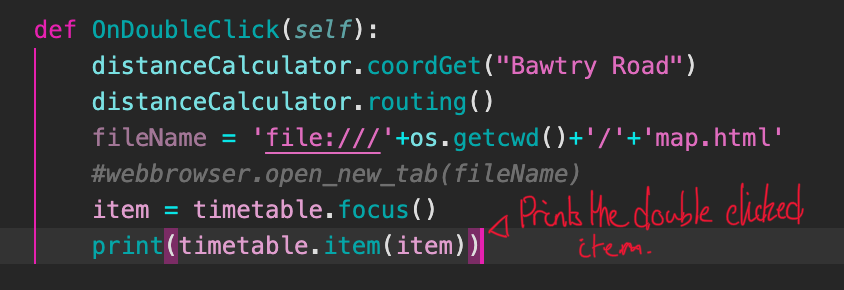 def OnDoubleClick(self):
distanceCalculator.coordGet("Bawtry Road")
distanceCalculator.routing()
fileName = 'file:///'+os.getcwd()+'/'+'map.html'
#webbrowser.open_new_tab(fileName)
item = timetable.focus()
print(timetable.item(item))
Prints the double clicked
item.